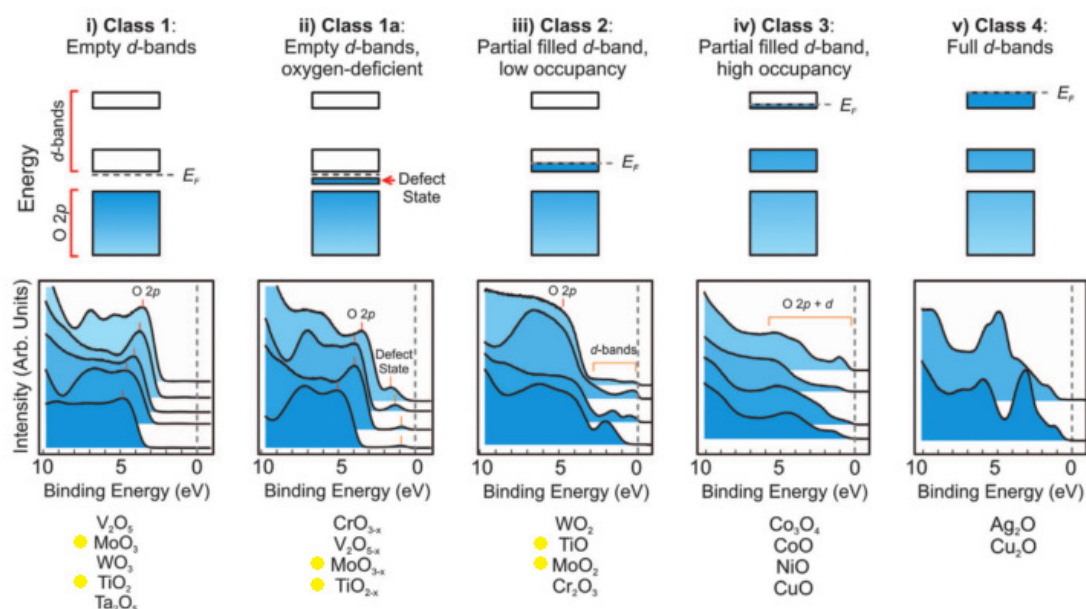 i) Class 1:
Empty d-bands
ii) Class 1a:
Empty d-bands,
oxygen-deficient
iii) Class 2:
Partial filled d-band,
low occupancy
iv) Class 3:
Partial filled d-band,
high occupancy
v) Class 4:
Full d-bands
Energy
d-bands
O 2p
E_F
Defect
State
E_F
E_F
E_F
Intensity (Arb. Units)
O 2p
10 5 0
Binding Energy (eV)
O 2p
Defect
State
10 5 0
Binding Energy (eV)
O 2p
d-bands
10 5 0
Binding Energy (eV)
O 2p + d
10 5 0
Binding Energy (eV)
10 5 0
Binding Energy (eV)
V₂O₅
MoO₃
WO₃
TiO₂
Ta₂O₅
CrO₃₋ₓ
V₂O₅₋ₓ
MoO₃₋ₓ
TiO₂₋ₓ
WO₂
TiO
MoO₂
Cr₂O₃
Co₃O₄
CoO
NiO
CuO
Ag₂O
Cu₂O